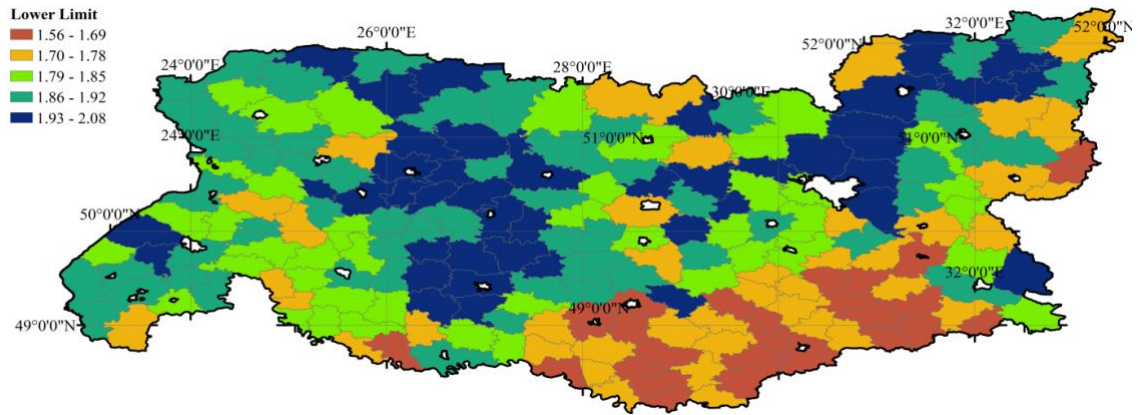 Lower Limit
1.56 - 1.69
1.70 - 1.78
1.79 - 1.85
1.86 - 1.92
1.93 - 2.08
32°0'0"E
52°0'0"N
26°0'0"E
52°0'0"N
24°0'0"E
28°0'0"E
30°0'0"E
24°0'0"E
51°0'0"N
51°0'0"N
50°0'0"N
32°0'0"E
49°0'0"N
49°0'0"N